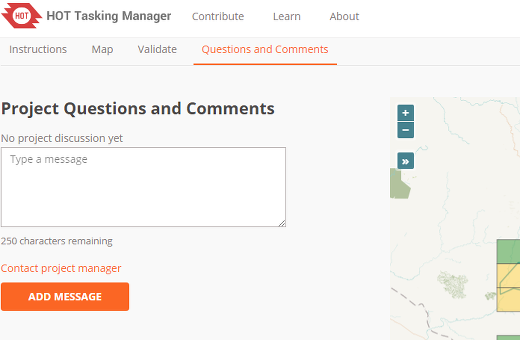 HOT
HOT Tasking Manager
Contribute
Learn
About
Instructions
Map
Validate
Questions and Comments
Project Questions and Comments
No project discussion yet
Type a message
250 characters remaining
Contact project manager
ADD MESSAGE
+
−
»